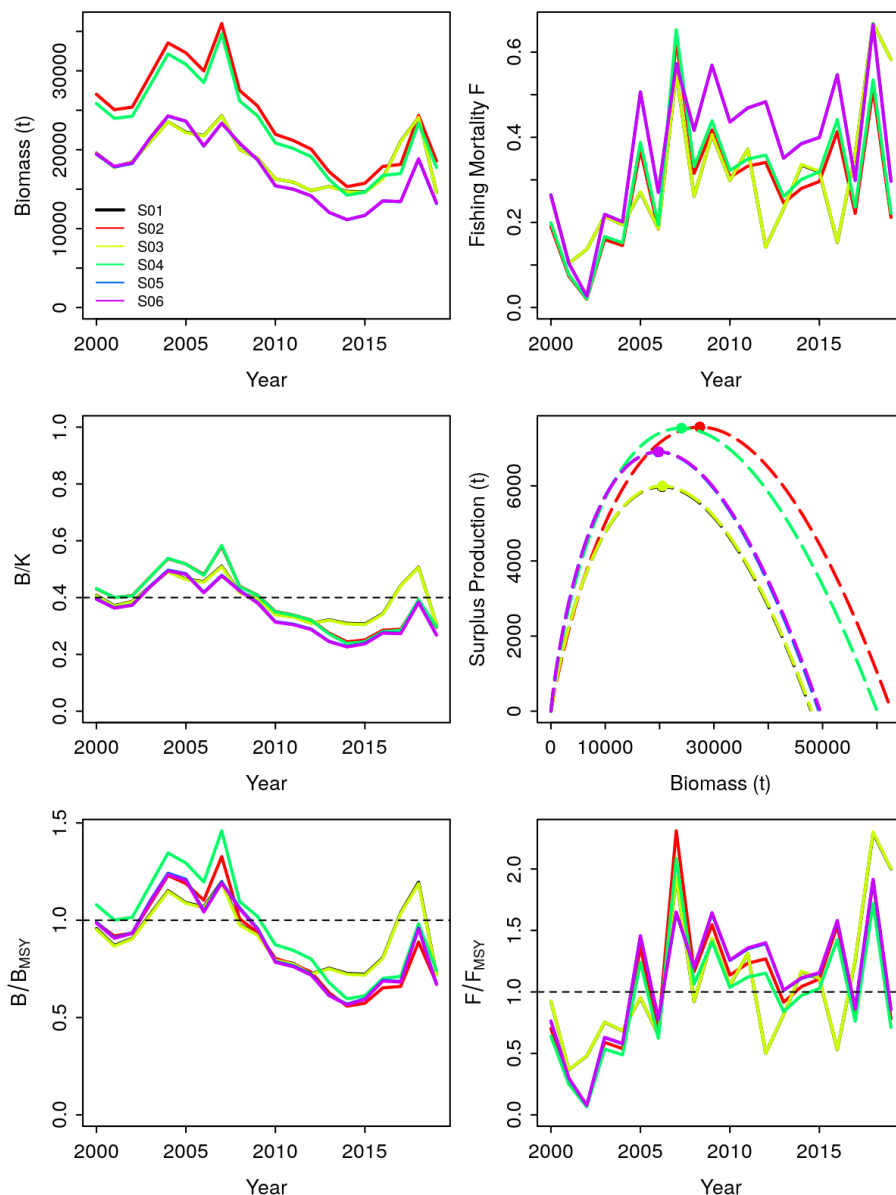 Biomass (t)
30000
20000
10000
0
S01
S02
S03
S04
S05
S06
2000 2005 2010 2015
Year
Fishing Mortality F
0.6
0.4
0.2
0.0
2000 2005 2010 2015
Year
B/K
1.0
0.8
0.6
0.4
0.2
0.0
2000 2005 2010 2015
Year
Surplus Production (t)
6000
4000
2000
0
0 10000 30000 50000
Biomass (t)
B/BMSY
1.5
1.0
0.5
0.0
2000 2005 2010 2015
Year
F/FMSY
2.0
1.5
1.0
0.5
0.0
2000 2005 2010 2015
Year